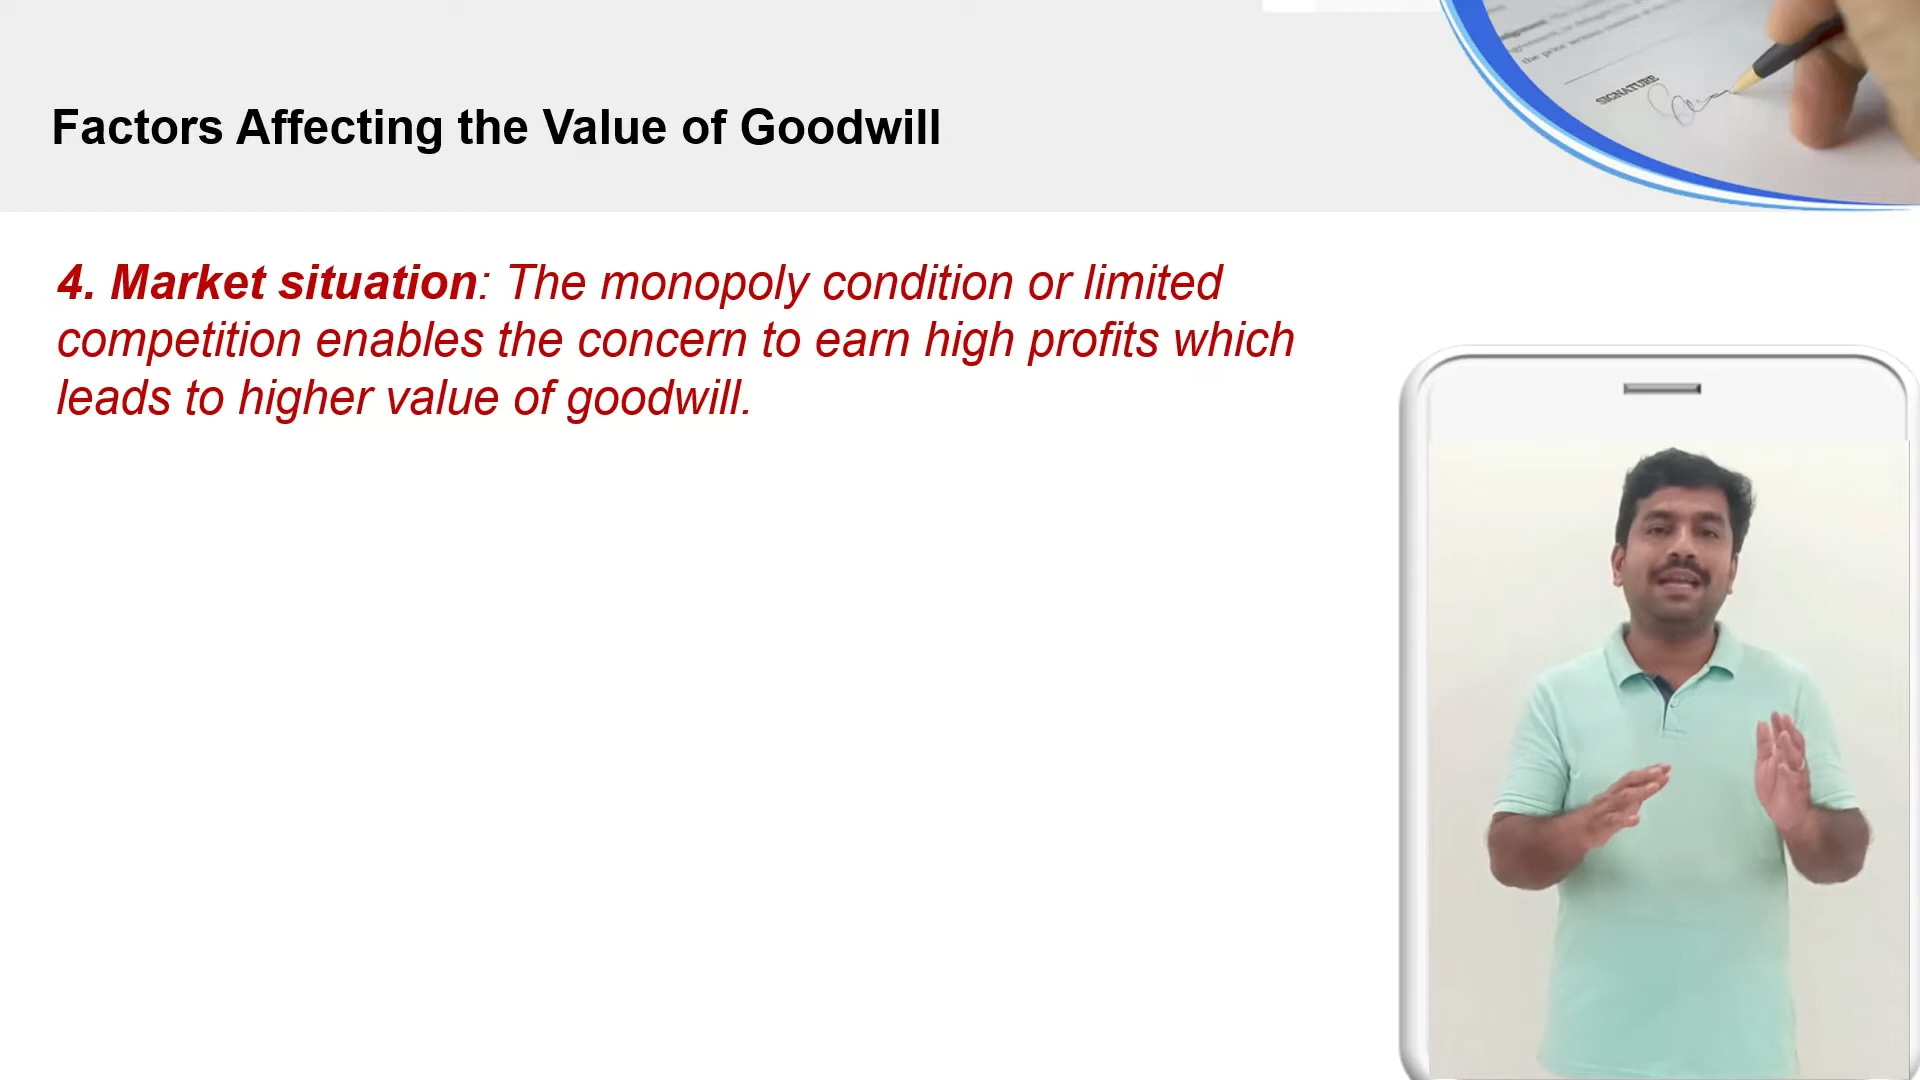 Factors Affecting the Value of Goodwill
4. Market situation: The monopoly condition or limited
competition enables the concern to earn high profits which
leads to higher value of goodwill.
SIGNATURE